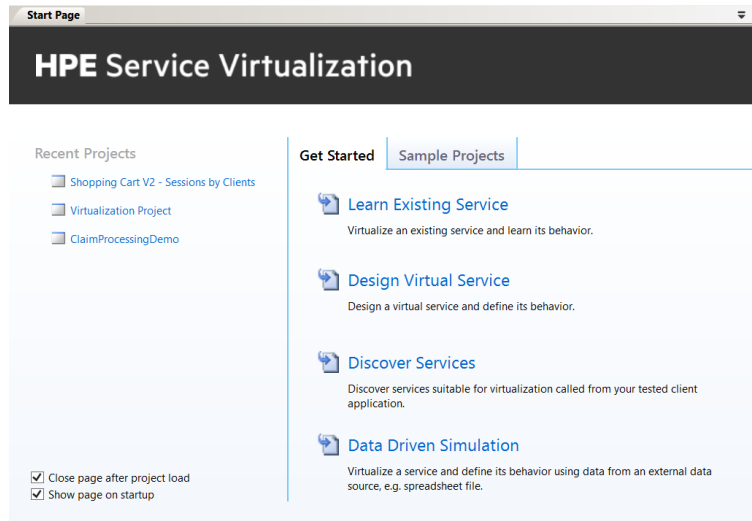 Start Page
HPE Service Virtualization
Recent Projects
Shopping Cart V2 - Sessions by Clients
Virtualization Project
ClaimProcessingDemo
Close page after project load
Show page on startup
Get Started
Sample Projects
Learn Existing Service
Virtualize an existing service and learn its behavior.
Design Virtual Service
Design a virtual service and define its behavior.
Discover Services
Discover services suitable for virtualization called from your tested client
application.
Data Driven Simulation
Virtualize a service and define its behavior using data from an external data
source, e.g. spreadsheet file.